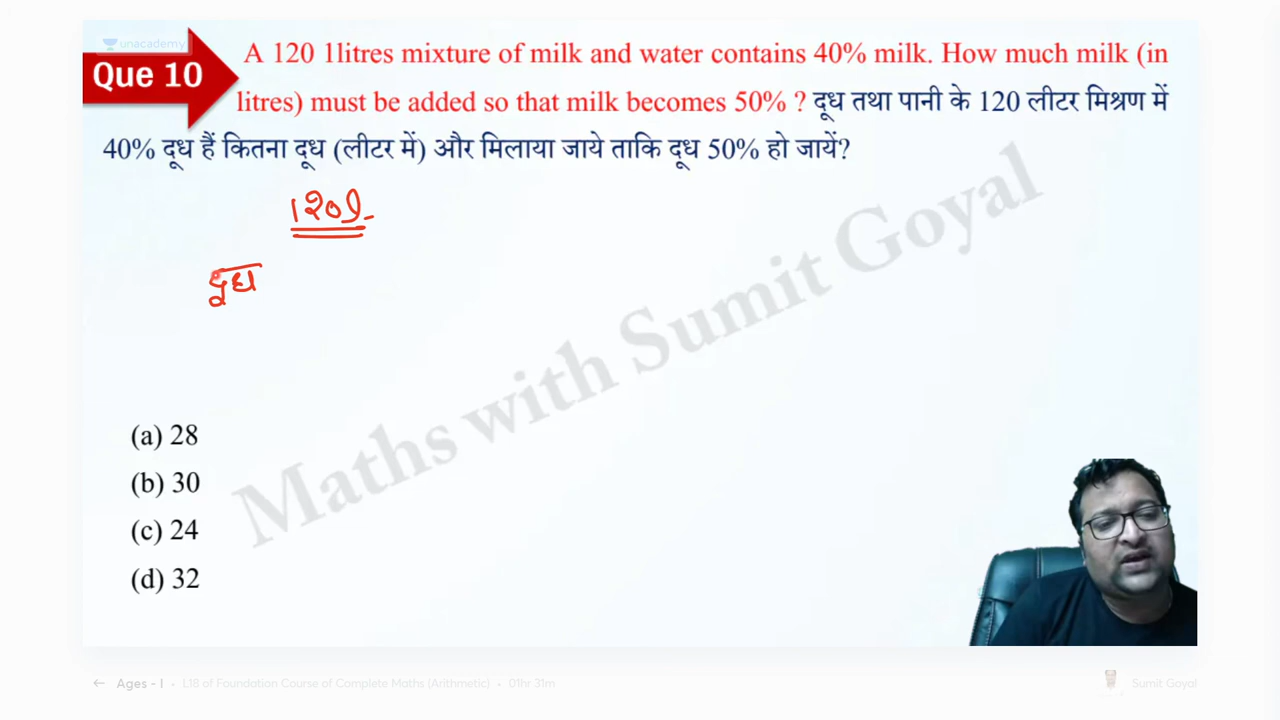 unacademy
Que 10
A 120 1litres mixture of milk and water contains 40% milk. How much milk (in
litres) must be added so that milk becomes 50% ? दूध तथा पानी के 120 लीटर मिश्रण में
40% दूध हैं कितना दूध (लीटर में) और मिलाया जाये ताकि दूध 50% हो जायें?
120l
दूध
Maths with Sumit Goyal
(a) 28
(b) 30
(c) 24
(d) 32
← Ages - I • L18 of Foundation Course of Complete Maths (Arithmetic) • 01hr 31m
Sumit Goyal